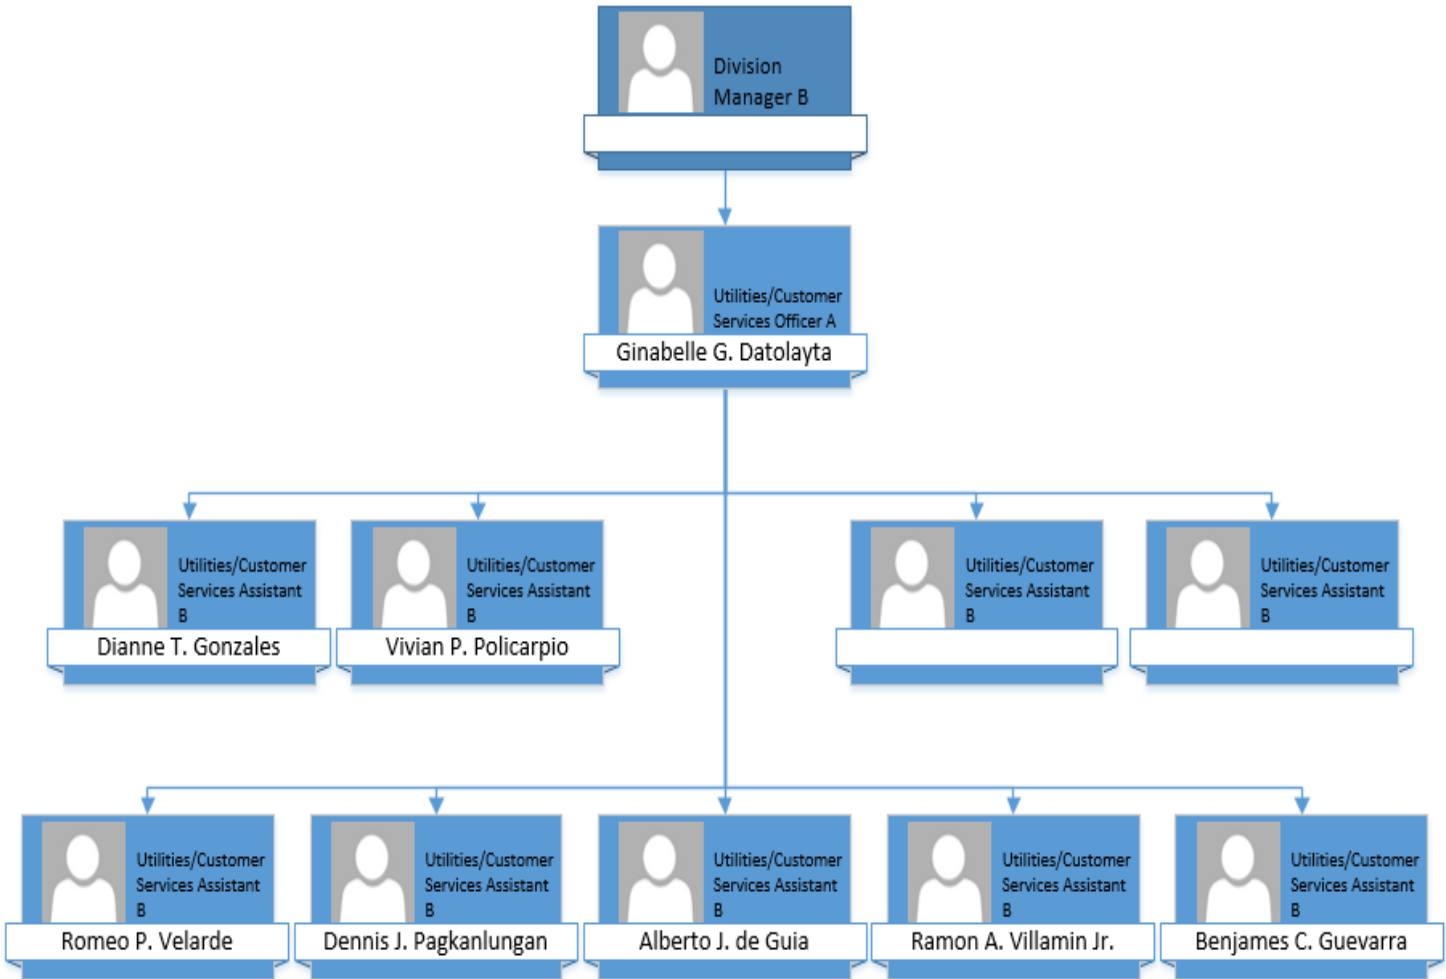 Division
Manager B
Utilities/Customer
Services Officer A
Ginabelle G. Datolayta
Utilities/Customer
Services Assistant
B
Dianne T. Gonzales
Utilities/Customer
Services Assistant
B
Vivian P. Policarpio
Utilities/Customer
Services Assistant
B
Utilities/Customer
Services Assistant
B
Utilities/Customer
Services Assistant
B
Romeo P. Velarde
Utilities/Customer
Services Assistant
B
Dennis J. Pagkanlungan
Utilities/Customer
Services Assistant
B
Alberto J. de Guia
Utilities/Customer
Services Assistant
B
Ramon A. Villamin Jr.
Utilities/Customer
Services Assistant
B
Benjames C. Guevarra